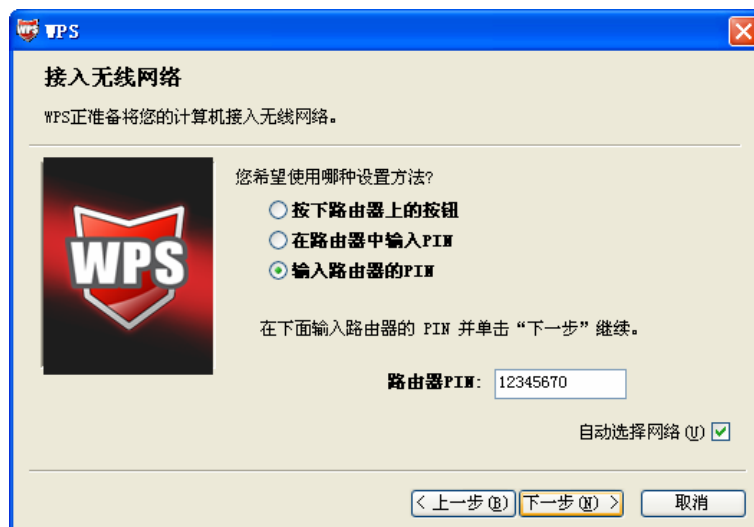 WPS
接入无线网络
WPS正准备将您的计算机接入无线网络。
WPS
您希望使用哪种设置方法?
按下路由器上的按钮
在路由器中输入PIN
输入路由器的PIN
在下面输入路由器的 PIN 并单击“下一步”继续。
路由器PIN: 12345670
自动选择网络(U)
< 上一步(B) 下一步(N) > 取消